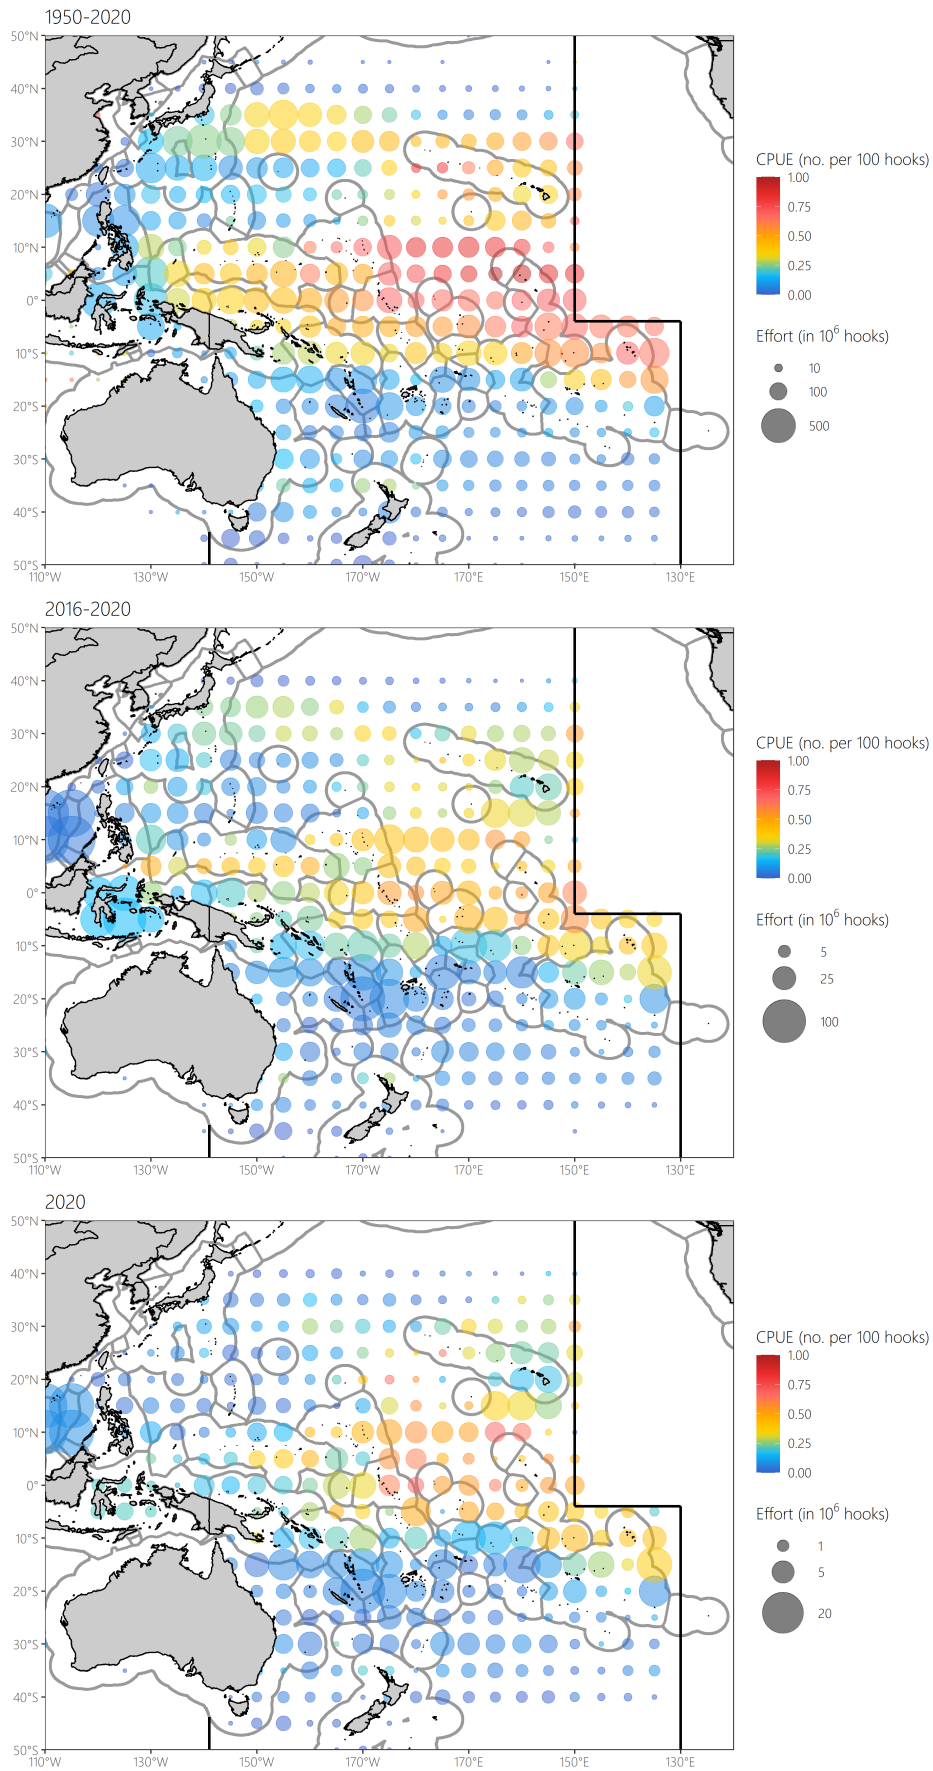 1950-2020
50°N
40°N
30°N
20°N
10°N
0°
10°S
20°S
30°S
40°S
50°S
110°W
130°W
150°W
170°W
170°E
150°E
130°E
CPUE (no. per 100 hooks)
1.00
0.75
0.50
0.25
0.00
Effort (in 10⁶ hooks)
10
100
500
2016-2020
50°N
40°N
30°N
20°N
10°N
0°
10°S
20°S
30°S
40°S
50°S
110°W
130°W
150°W
170°W
170°E
150°E
130°E
CPUE (no. per 100 hooks)
1.00
0.75
0.50
0.25
0.00
Effort (in 10⁶ hooks)
5
25
100
2020
50°N
40°N
30°N
20°N
10°N
0°
10°S
20°S
30°S
40°S
50°S
110°W
130°W
150°W
170°W
170°E
150°E
130°E
CPUE (no. per 100 hooks)
1.00
0.75
0.50
0.25
0.00
Effort (in 10⁶ hooks)
1
5
20